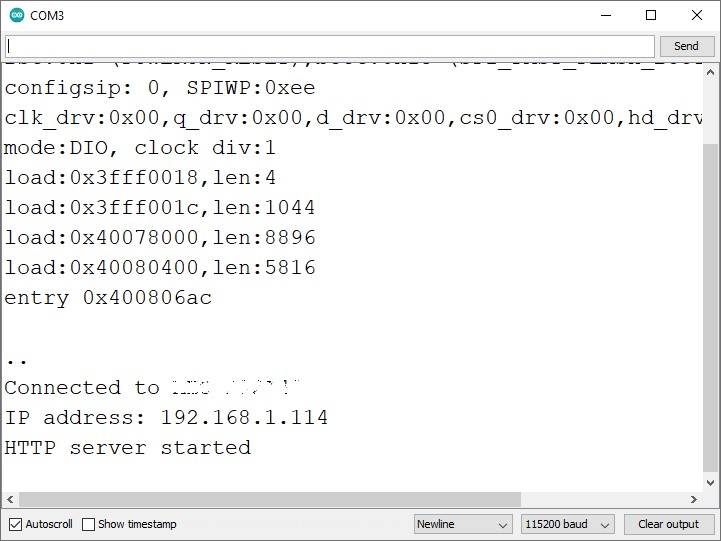 COM3
Send
configsip: 0, SPIWP:0xee
clk_drv:0x00,q_drv:0x00,d_drv:0x00,cs0_drv:0x00,hd_drv
mode:DIO, clock div:1
load:0x3fff0018,len:4
load:0x3fff001c,len:1044
load:0x40078000,len:8896
load:0x40080400,len:5816
entry 0x400806ac
..
Connected to
IP address: 192.168.1.114
HTTP server started
Autoscroll Show timestamp Newline 115200 baud Clear output